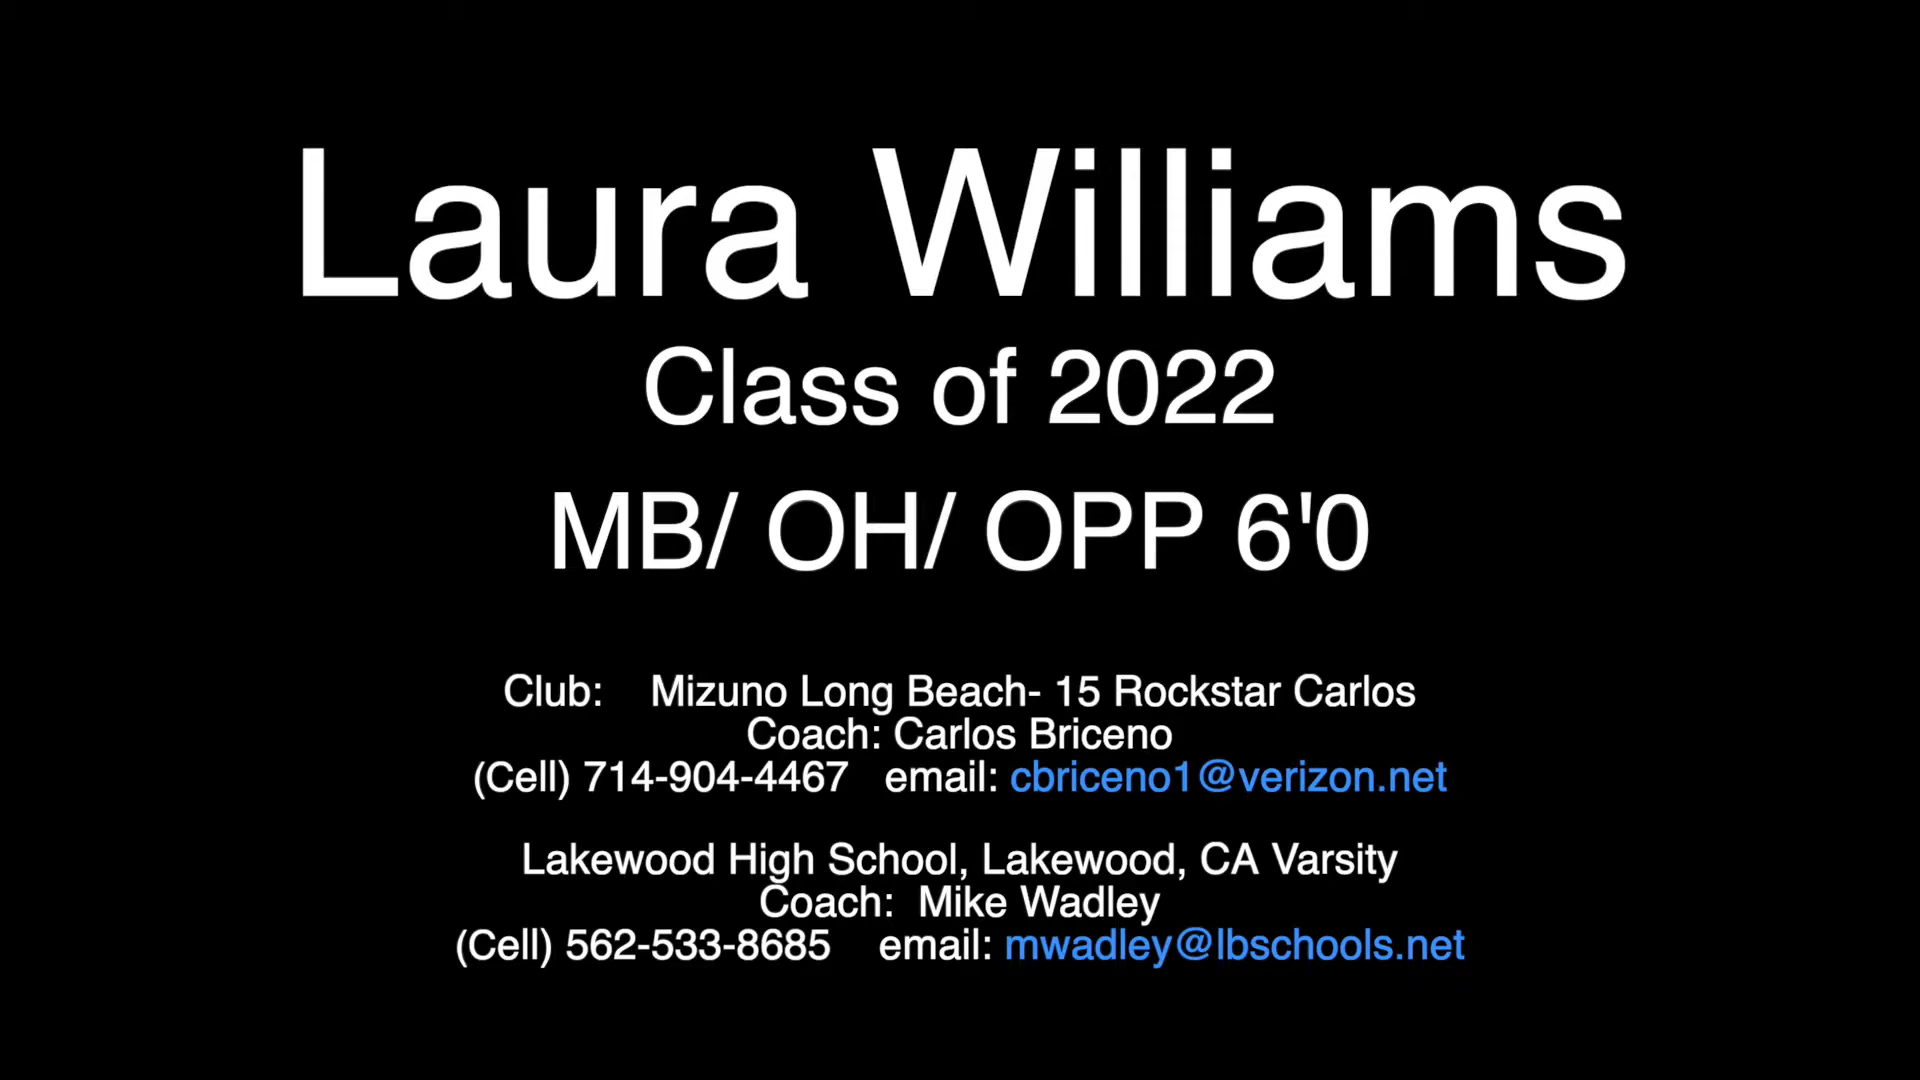 Laura Williams
Class of 2022
MB/ OH/ OPP 6'0
Club: Mizuno Long Beach- 15 Rockstar Carlos
Coach: Carlos Briceno
(Cell) 714-904-4467 email: cbriceno1@verizon.net
Lakewood High School, Lakewood, CA Varsity
Coach: Mike Wadley
(Cell) 562-533-8685 email: mwadley@lbschools.net